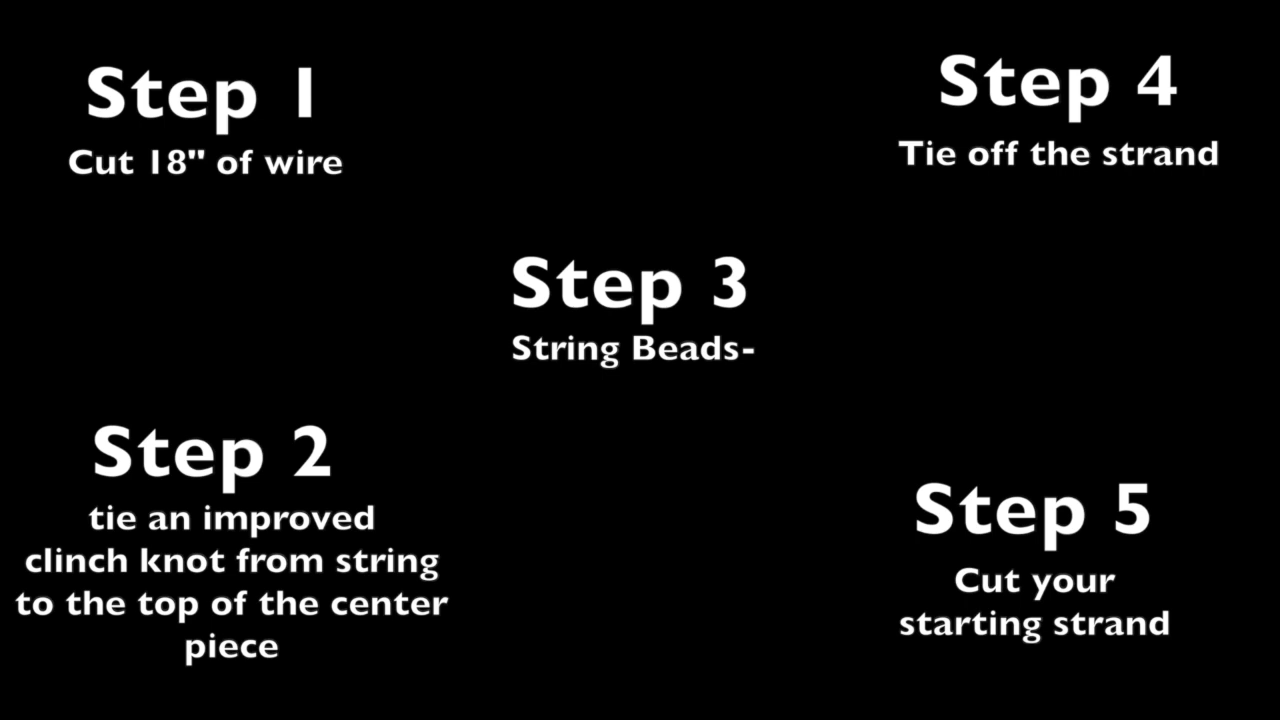 Step 1
Cut 18" of wire
Step 2
tie an improved
clinch knot from string
to the top of the center
piece
Step 3
String Beads-
Step 4
Tie off the strand
Step 5
Cut your
starting strand